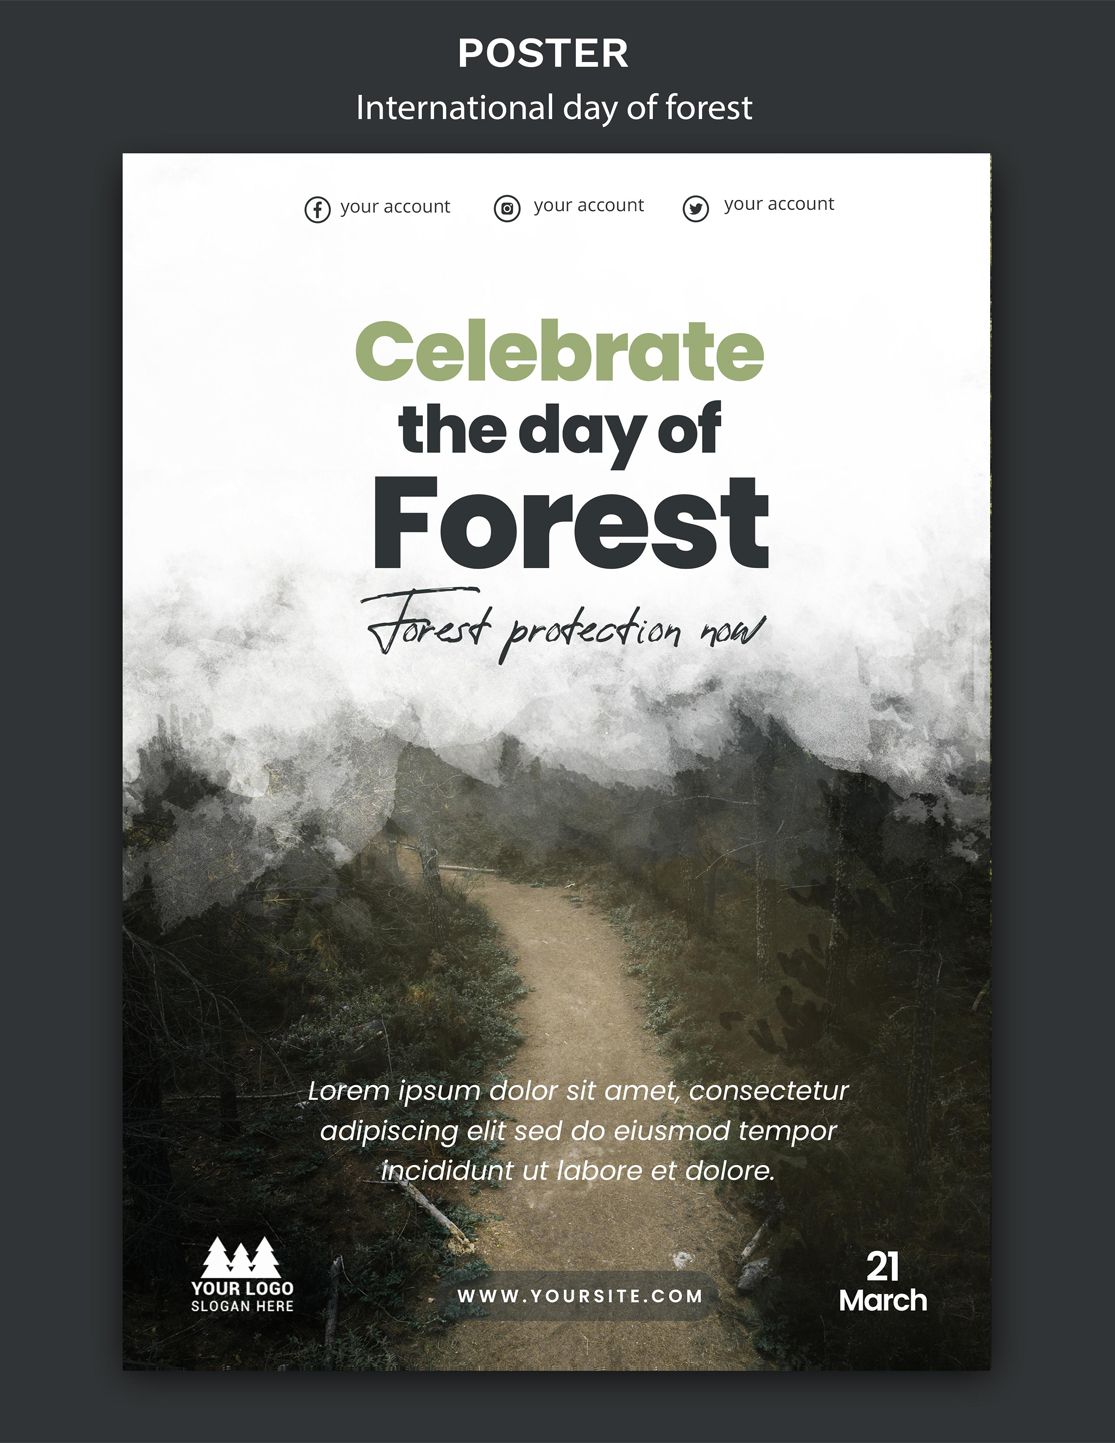 POSTER
International day of forest
your account
your account
your account
Celebrate
the day of
Forest
Forest protection now
Lorem ipsum dolor sit amet, consectetur
adipiscing elit sed do eiusmod tempor
incididunt ut labore et dolore.
YOUR LOGO
SLOGAN HERE
WWW.YOURSITE.COM
21
March